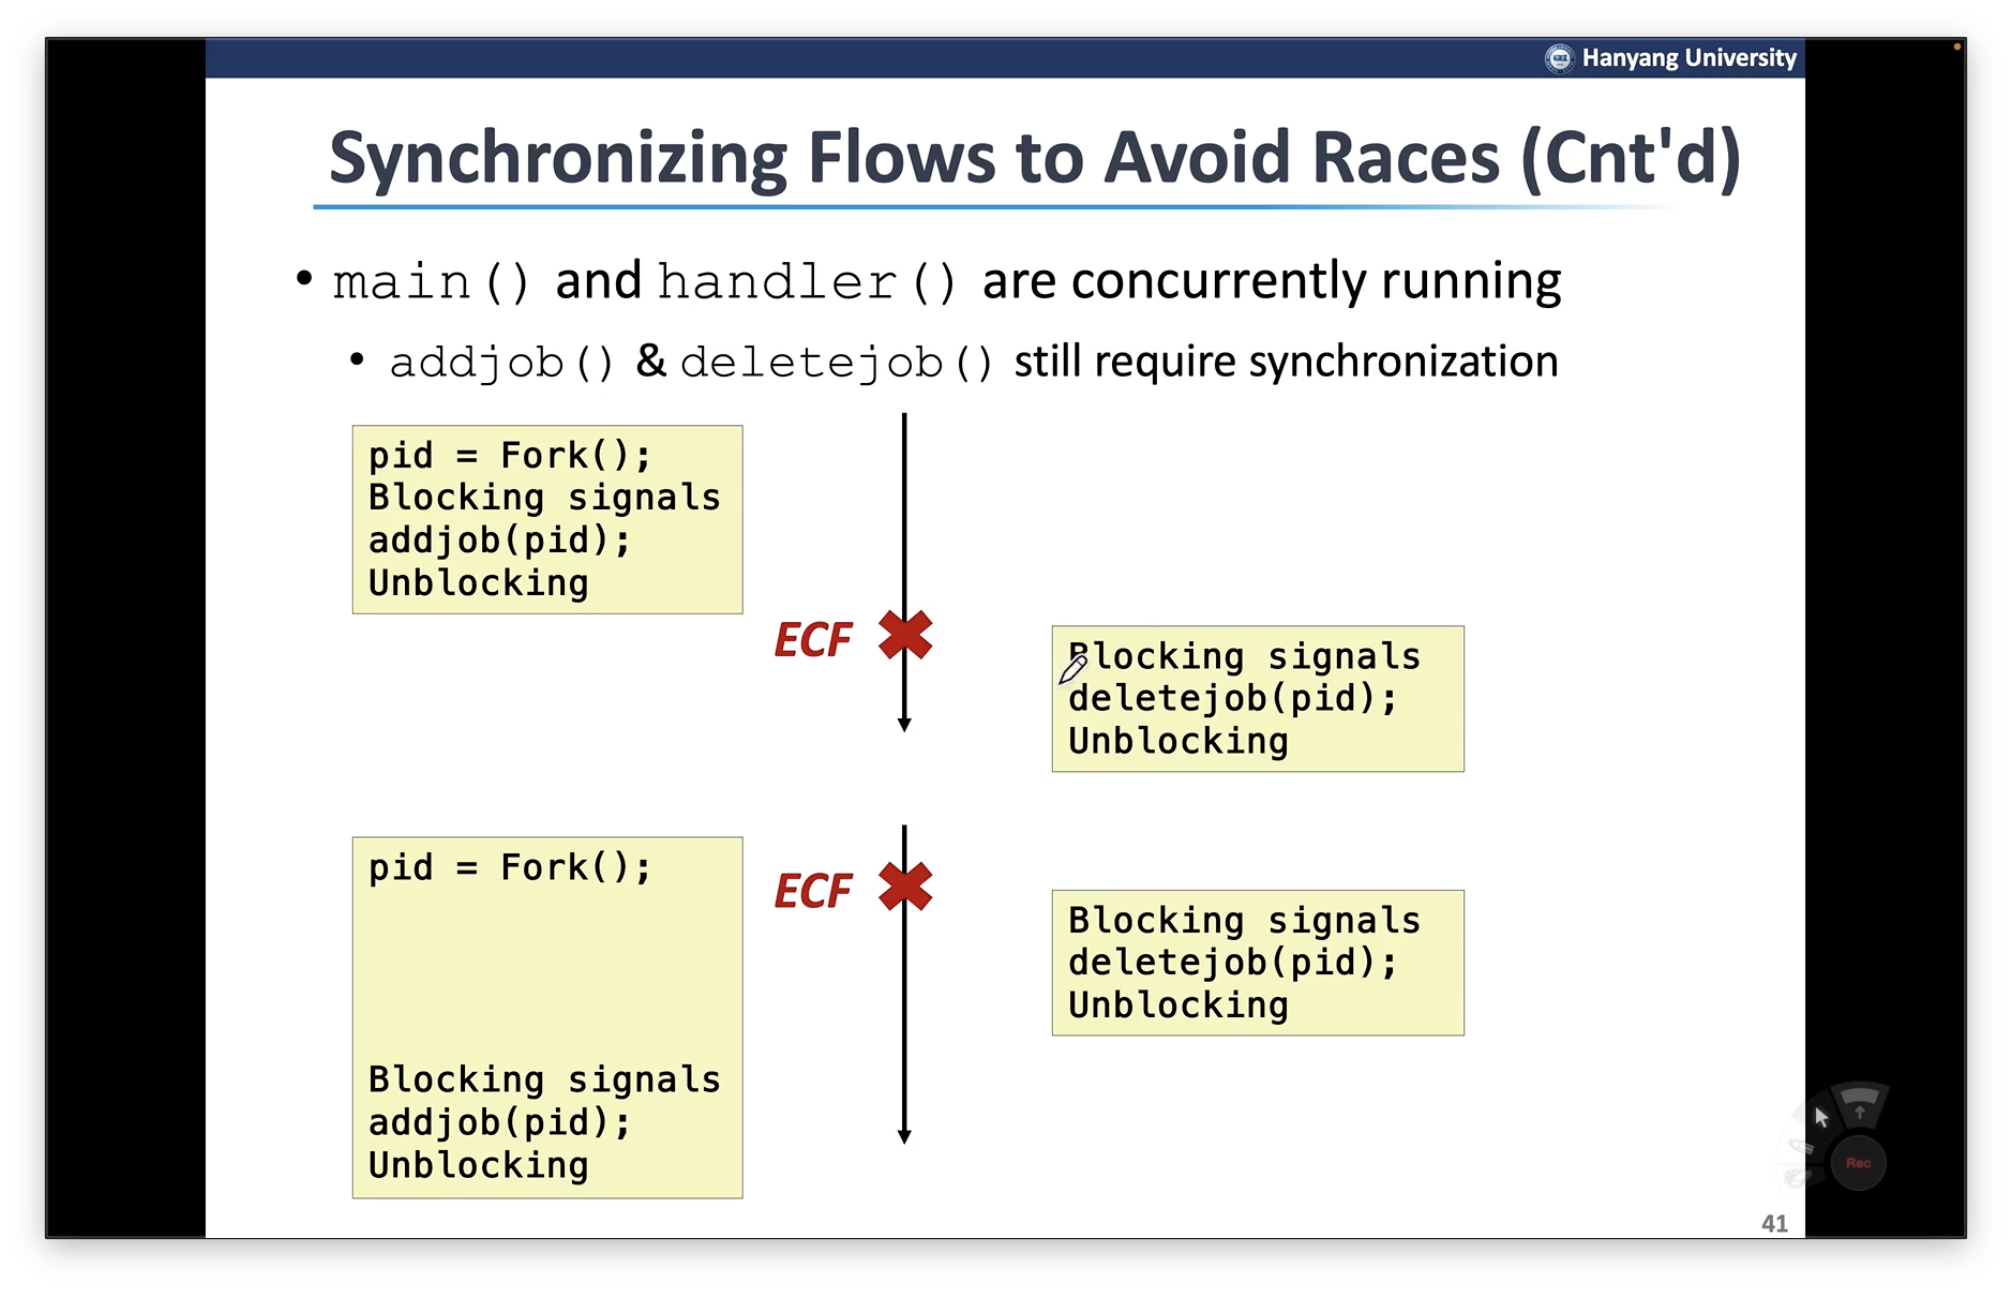 Hanyang University
Synchronizing Flows to Avoid Races (Cnt'd)
• main() and handler() are concurrently running
• addjob() & deletejob() still require synchronization
pid = Fork();
Blocking signals
addjob(pid);
Unblocking
ECF
Blocking signals
deletejob(pid);
Unblocking
pid = Fork();
ECF
Blocking signals
deletejob(pid);
Unblocking
Blocking signals
addjob(pid);
Unblocking
Rec
41